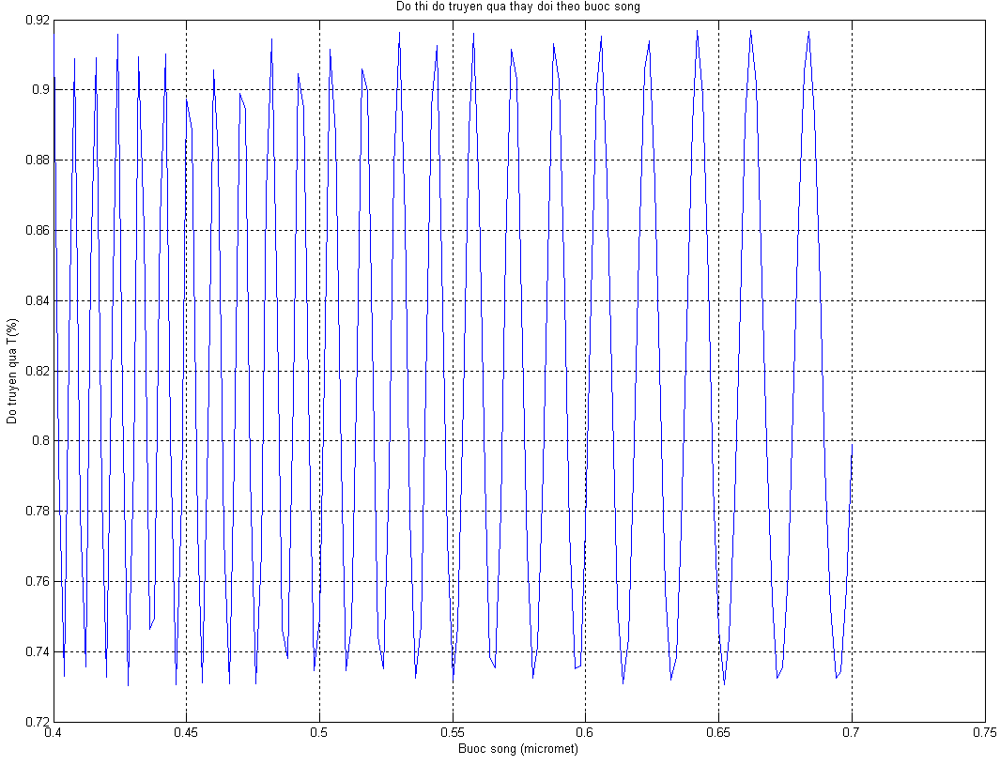 Do thi do truyen qua thay doi theo buoc song
0.92
0.9
0.88
0.86
0.84
0.82
0.8
0.78
0.76
0.74
0.72
Do truyen qua T(%)
0.4 0.45 0.5 0.55 0.6 0.65 0.7 0.75
Buoc song (micromet)